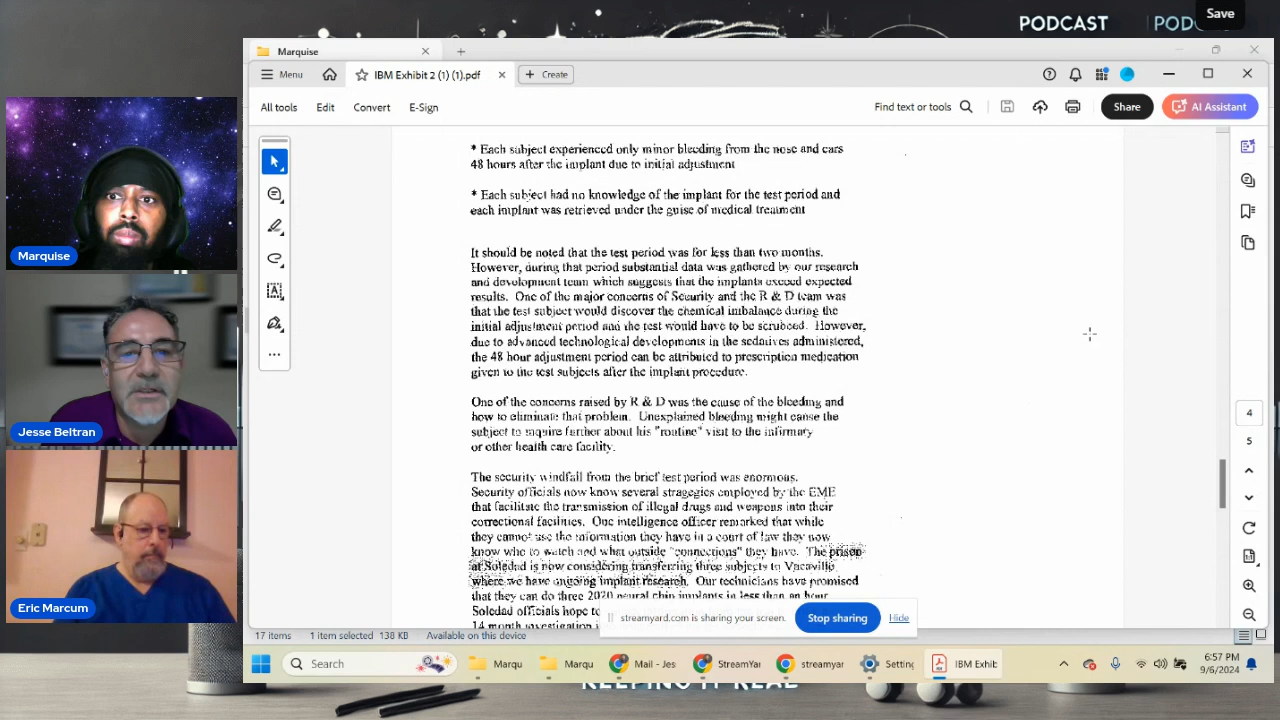 PODCAST
PODC
Save
Marquise
Menu
IBM Exhibit 2 (1) (1).pdf
Create
All tools
Edit
Convert
E-Sign
Find text or tools
Share
AI Assistant
* Each subject experienced only minor bleeding from the nose and ears
48 hours after the implant due to initial adjustment
* Each subject had no knowledge of the implant for the test period and
each implant was retrieved under the guise of medical treatment
It should be noted that the test period was for less than two months.
However, during that period substantial data was gathered by our research
and development team which suggests that the implants exceed expected
results. One of the major concerns of Security and the R & D team was
that the test subject would discover the chemical imbalance during the
initial adjustment period and the test would have to be scrubbed. However,
due to advanced technological developments in the sedatives administered,
the 48 hour adjustment period can be attributed to prescription medication
given to the test subjects after the implant procedure.
One of the concerns raised by R & D was the cause of the bleeding and
how to eliminate that problem. Unexplained bleeding might cause the
subject to inquire further about his "routine" visit to the infirmary
or other health care facility.
The security windfall from the brief test period was enormous.
Security officials now know several stragegies employed by the EME
that facilitate the transmission of illegal drugs and weapons into their
correctional facilities. One intelligence officer remarked that while
they cannot use the information they have in a court of law they now
know who to watch and what outside "connections" they have. The prison
at Soledad is now considering transferring three subjects to Vacaville
where we have ongoing implant research. Our technicians have promised
that they can do three 2020 neural chip implants in less than an hour.
Soledad officials hope to
14 month investigation i
4
5
Marquise
Jesse Beltran
Eric Marcum
streamyard.com is sharing your screen.
Stop sharing
Hide
17 items
1 item selected 138 KB
Available on this device
Search
Marqu
Marqu
Mail - Jes
StreamYar
streamyar
Setting
IBM Exhib
6:57 PM
9/6/2024
KEEPING IT REAL